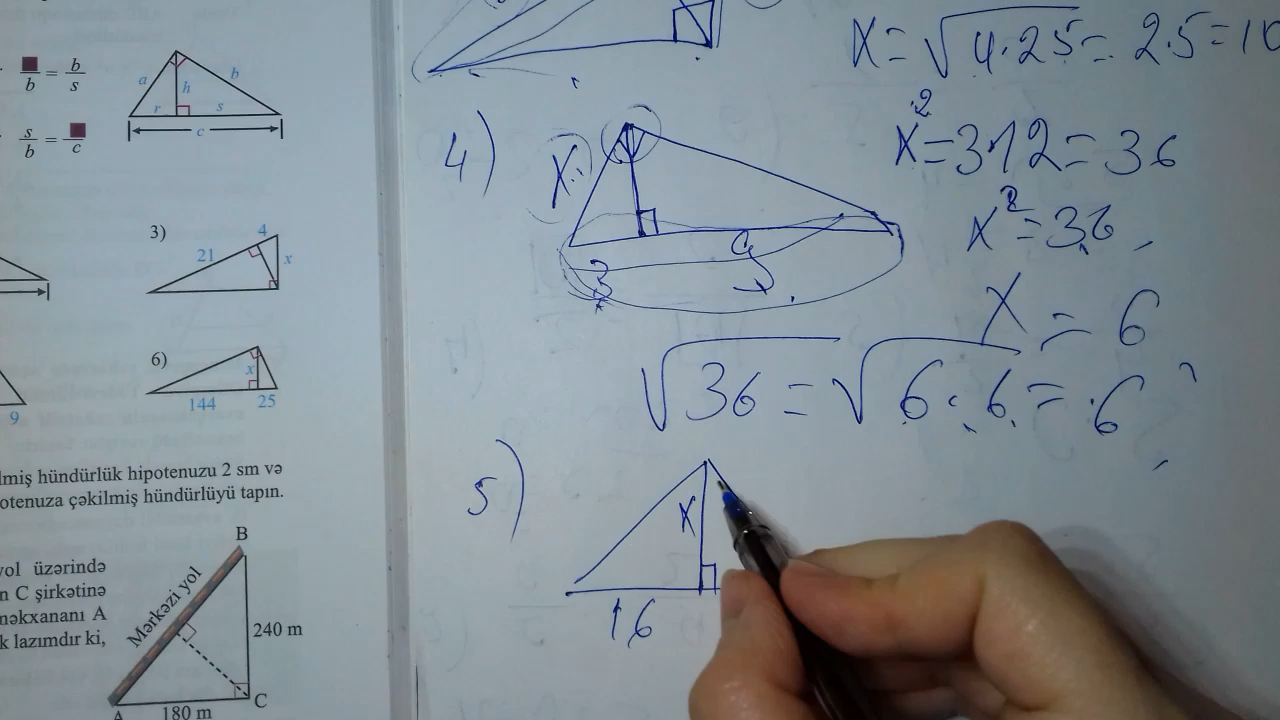 ■/b = b/s
a
b
h
r
s
c
s/b = ■/c
3)
4
21
x
6)
x
144
25
9
lmiş hündürlük hipotenuzu 2 sm və
otenuza çəkilmiş hündürlüyü tapın.
yol üzərində
n C şirkətinə
məkxananı A
k lazımdır ki,
B
Mərkəzi yol
240 m
A
180 m
C
X = √4·25 = 2·5 = 10
4)
X
3
9
X² = 3·12 = 36
X² = 36
X = 6
√36 = √6·6 = 6
5)
X
16